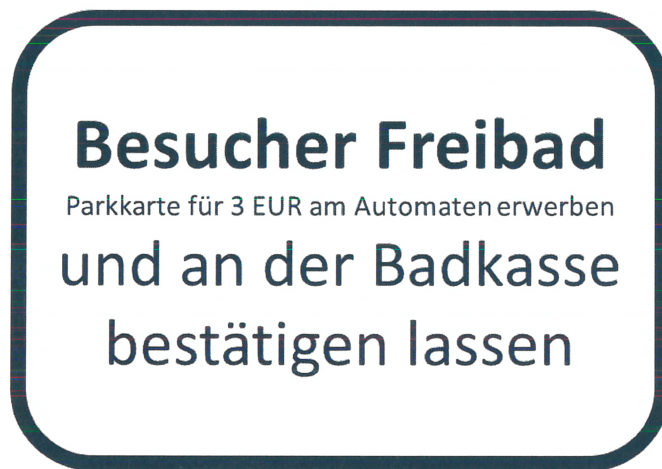 Besucher Freibad
Parkkarte für 3 EUR am Automaten erwerben
und an der Badkasse
bestätigen lassen